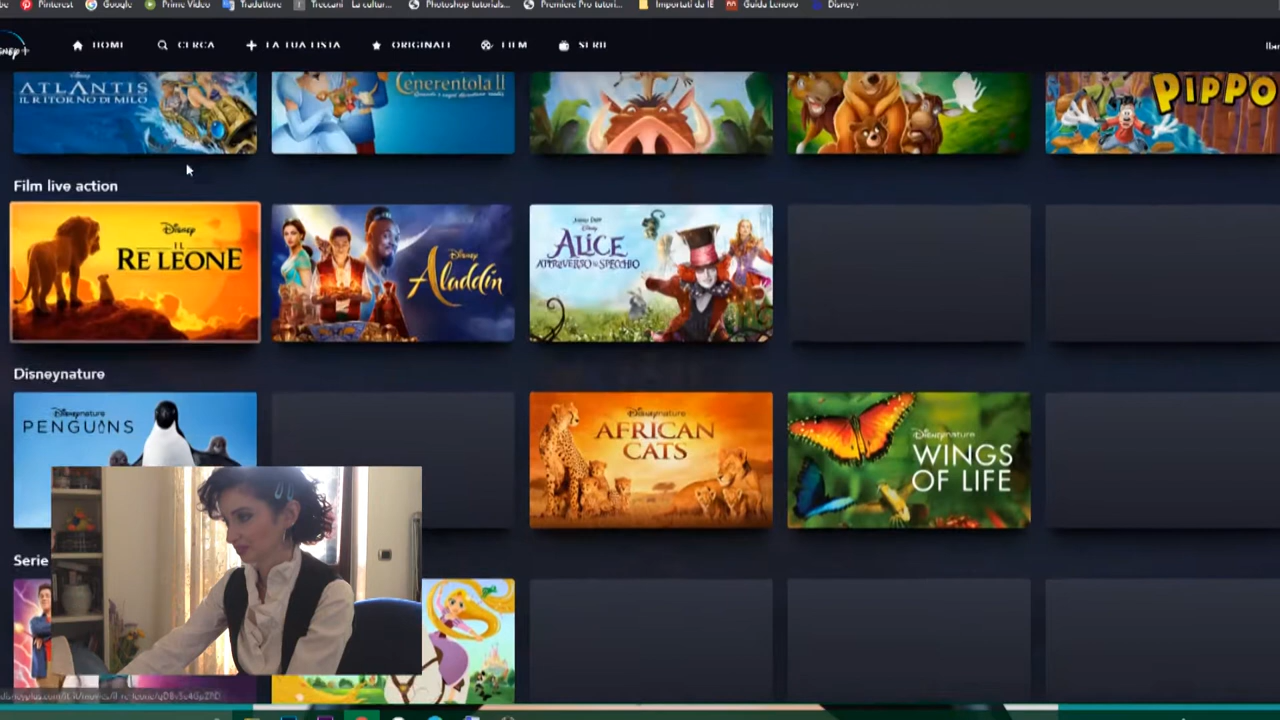 Pinterest Google Prime Video Traduttore Treccani La cultur... Photoshop tutorials... Premiere Pro tutori... Importati da IE Guida Lenovo Disney+
HOME CERCA LA TUA LISTA ORIGINALI FILM SERIE
ATLANTIS
IL RITORNO DI MILO
Cenerentola II
PIPPO
Film live action
Disney
IL
RE LEONE
Disney
Aladdin
Disney
ALICE
ATTRAVERSO LO SPECCHIO
Disneynature
Disneynature
PENGUINS
Disneynature
AFRICAN
CATS
Disneynature
WINGS
OF LIFE
Serie